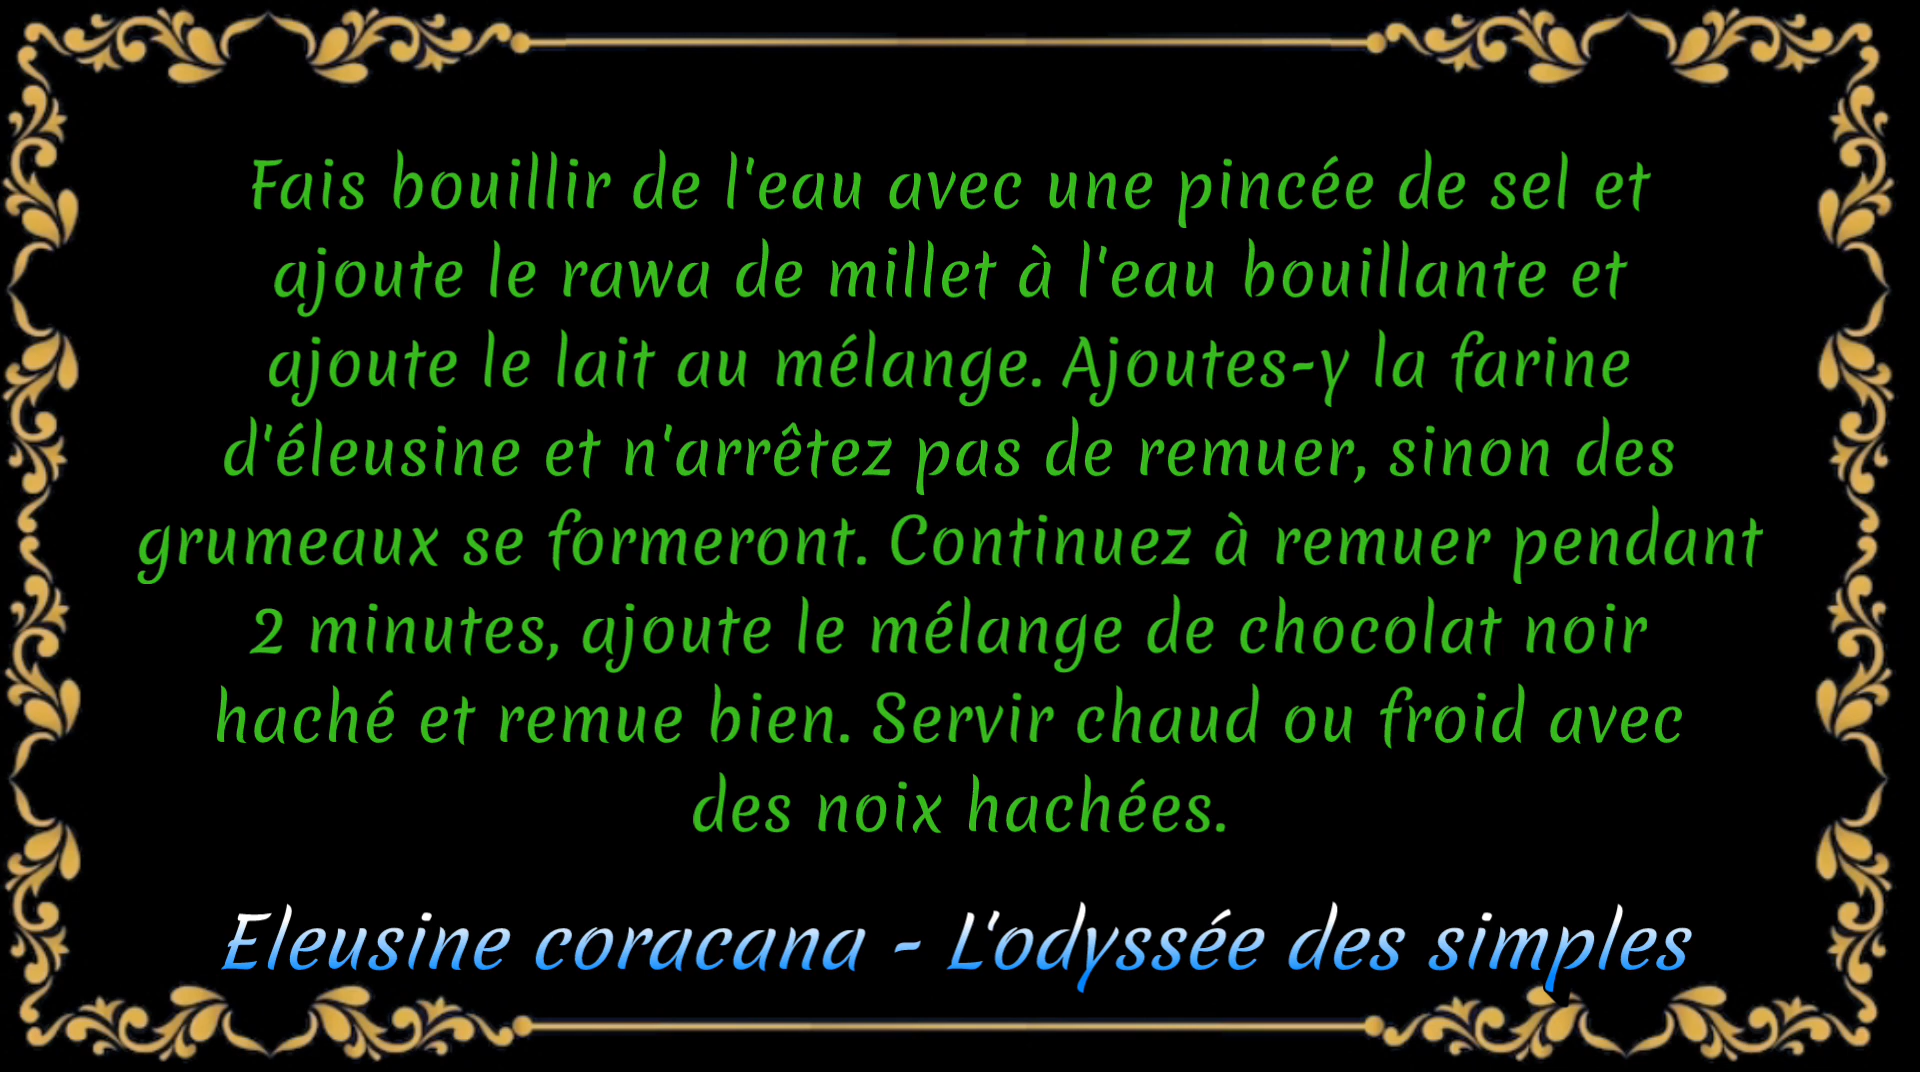 Fais bouillir de l'eau avec une pincée de sel et
ajoute le rawa de millet à l'eau bouillante et
ajoute le lait au mélange. Ajoutes-y la farine
d'éleusine et n'arrêtez pas de remuer, sinon des
grumeaux se formeront. Continuez à remuer pendant
2 minutes, ajoute le mélange de chocolat noir
haché et remue bien. Servir chaud ou froid avec
des noix hachées.
Eleusine coracana - L'odyssée des simples